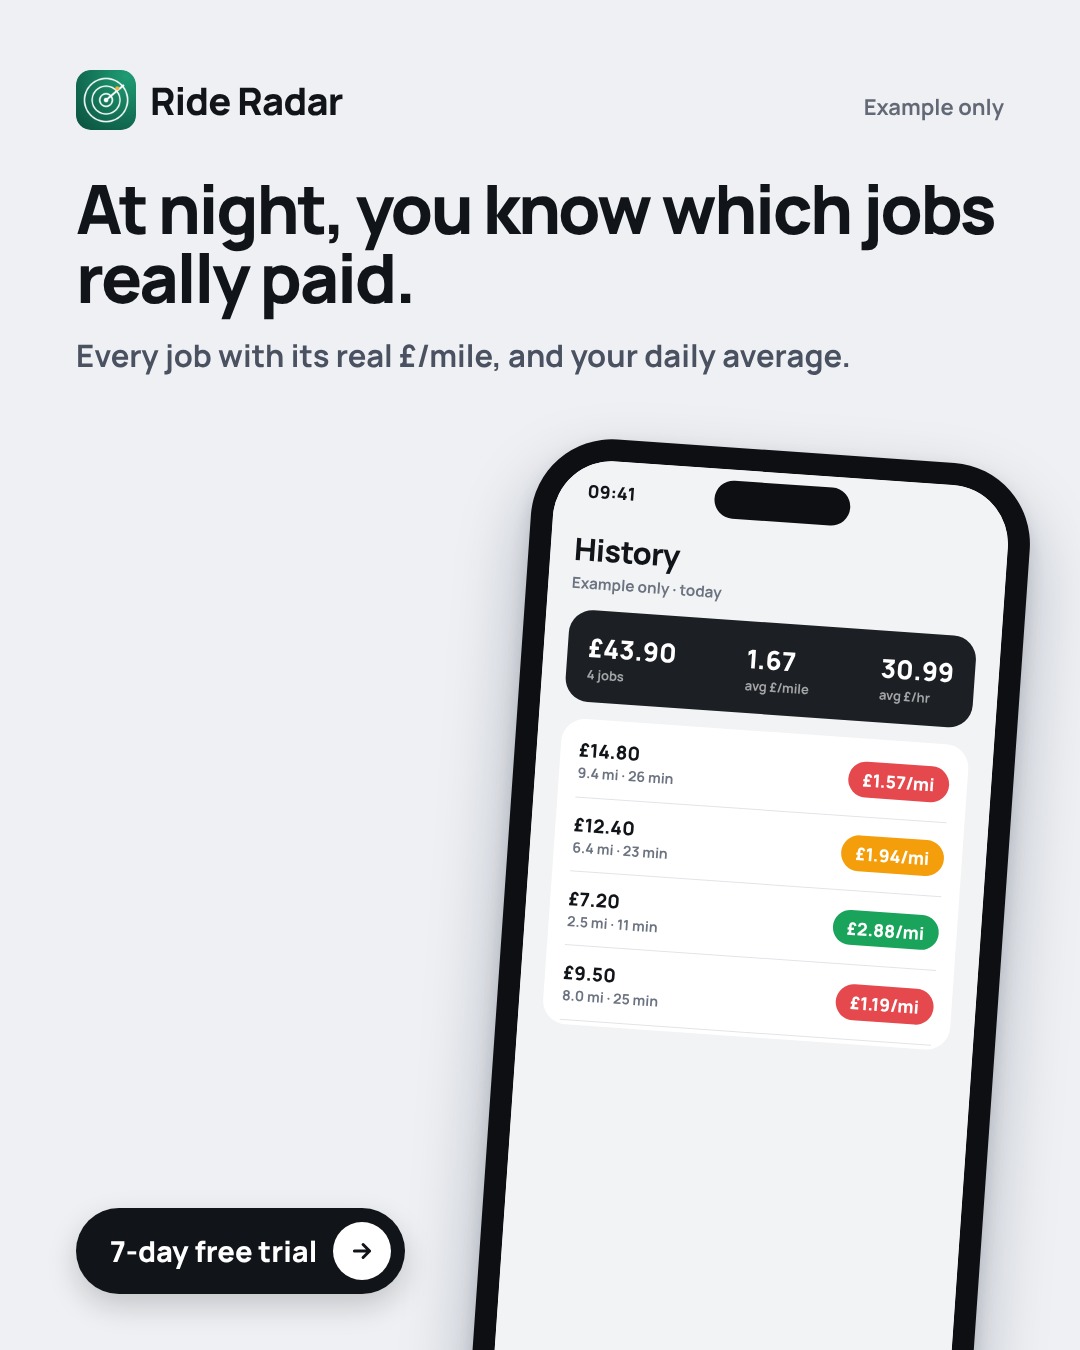 Ride Radar
Example only
At night, you know which jobs
really paid.
Every job with its real £/mile, and your daily average.
09:41
History
Example only · today
£43.90
4 jobs
1.67
avg £/mile
30.99
avg £/hr
£14.80
9.4 mi · 26 min
£1.57/mi
£12.40
6.4 mi · 23 min
£1.94/mi
£7.20
2.5 mi · 11 min
£2.88/mi
£9.50
8.0 mi · 25 min
£1.19/mi
7-day free trial